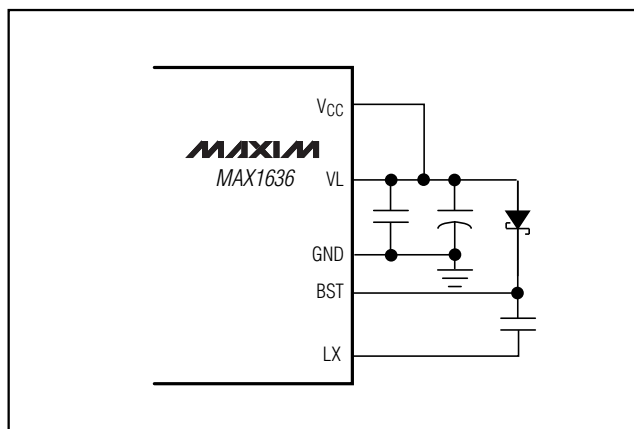 VCC
MAXIM
MAX1636
VL
GND
BST
LX